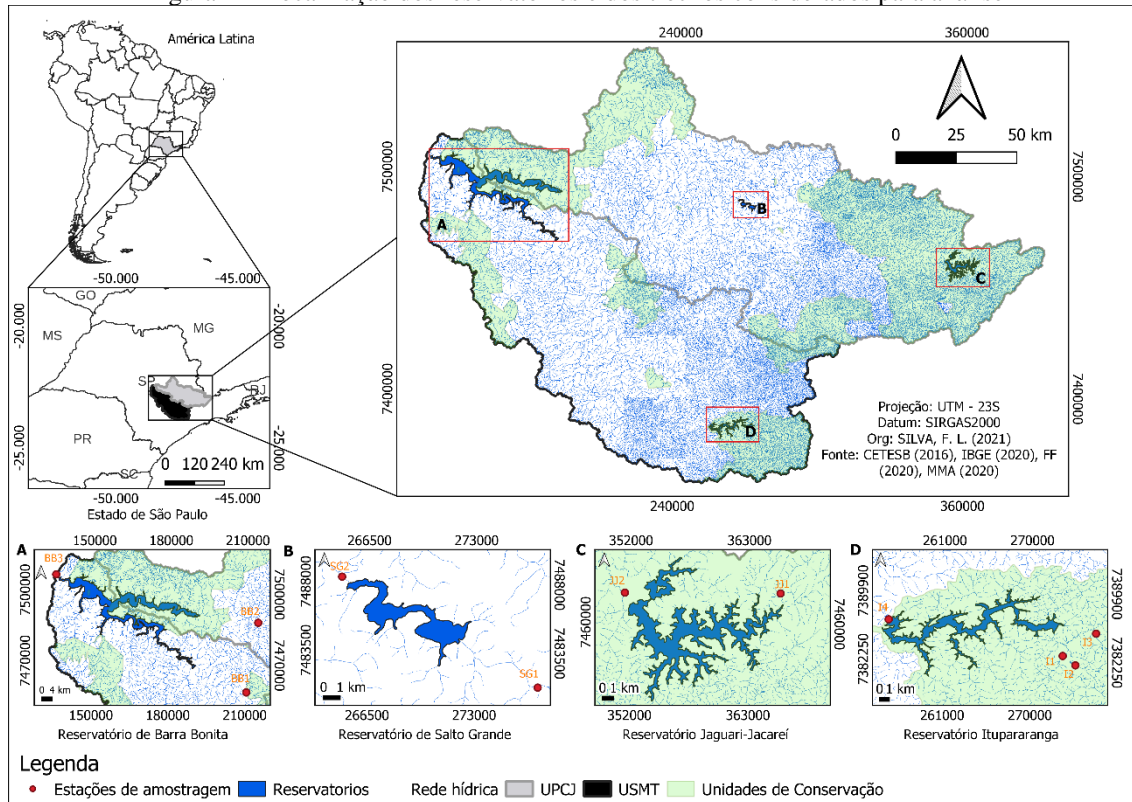 América Latina
-50.000
-45.000
-20.000
-20.000
GO
MS
MG
SP
RJ
PR
SC
-25.000
-25.000
0 120 240 km
-50.000
-45.000
Estado de São Paulo
240000
360000
7500000
7500000
0 25 50 km
A
B
C
D
7400000
7400000
Projeção: UTM - 23S
Datum: SIRGAS2000
Org: SILVA, F. L. (2021)
Fonte: CETESB (2016), IBGE (2020), FF
(2020), MMA (2020)
240000
360000
A
150000 180000 210000
7500000
7500000
BB3
BB2
BB1
7470000
7470000
0 4 km
150000 180000 210000
Reservatório de Barra Bonita
B
266500 273000
7488000
7488000
SG2
SG1
7483500
7483500
0 1 km
266500 273000
Reservatório de Salto Grande
C
352000 363000
JJ2
JJ1
7460000
7460000
0 1 km
352000 363000
Reservatório Jaguari-Jacareí
D
261000 270000
7389900
7389900
I4
I3
I1
I2
7382250
7382250
0 1 km
261000 270000
Reservatório Itupararanga
Legenda
Estações de amostragem Reservatorios Rede hídrica UPCJ USMT Unidades de Conservação